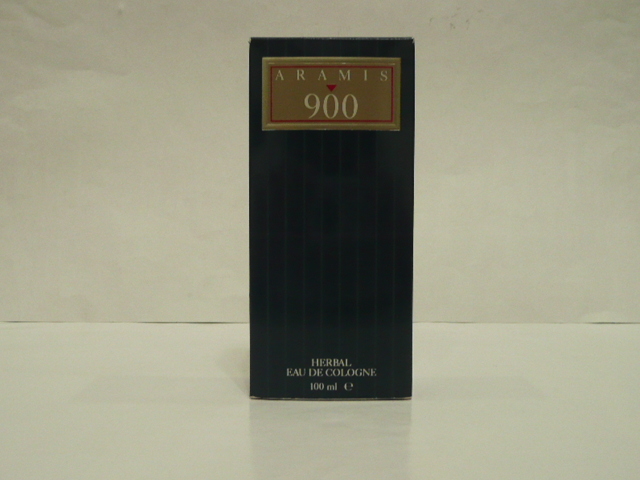 ARAMIS
900
HERBAL
EAU DE COLOGNE
100 ml ℮